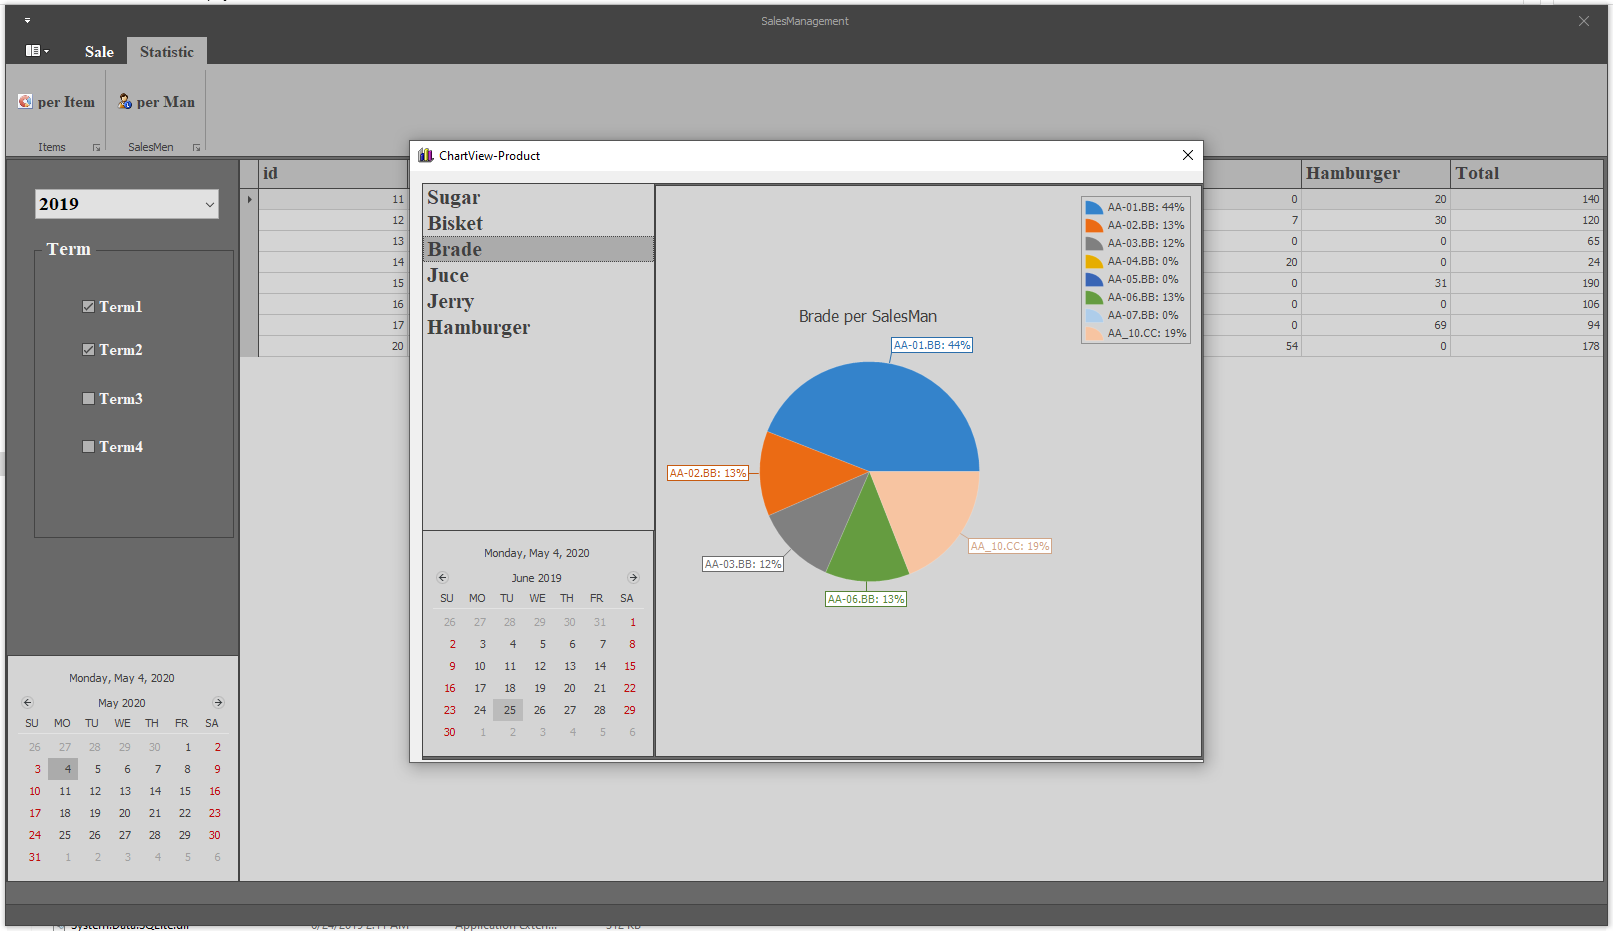 SalesManagement
Sale Statistic
per Item per Man
Items SalesMen
ChartView-Product
id Hamburger Total
11 0 20 140
12 7 30 120
13 0 0 65
14 20 0 24
15 0 31 190
16 0 0 106
17 0 69 94
20 54 0 178
2019
Term
Term1
Term2
Term3
Term4
Monday, May 4, 2020
May 2020
SU MO TU WE TH FR SA
26 27 28 29 30 1 2
3 4 5 6 7 8 9
10 11 12 13 14 15 16
17 18 19 20 21 22 23
24 25 26 27 28 29 30
31 1 2 3 4 5 6
Sugar
Bisket
Brade
Juce
Jerry
Hamburger
Monday, May 4, 2020
June 2019
SU MO TU WE TH FR SA
26 27 28 29 30 31 1
2 3 4 5 6 7 8
9 10 11 12 13 14 15
16 17 18 19 20 21 22
23 24 25 26 27 28 29
30 1 2 3 4 5 6
AA-01.BB: 44%
AA-02.BB: 13%
AA-03.BB: 12%
AA-04.BB: 0%
AA-05.BB: 0%
AA-06.BB: 13%
AA-07.BB: 0%
AA_10.CC: 19%
Brade per SalesMan
AA-01.BB: 44%
AA-02.BB: 13%
AA_10.CC: 19%
AA-03.BB: 12%
AA-06.BB: 13%
System.Data.SQLite.dll